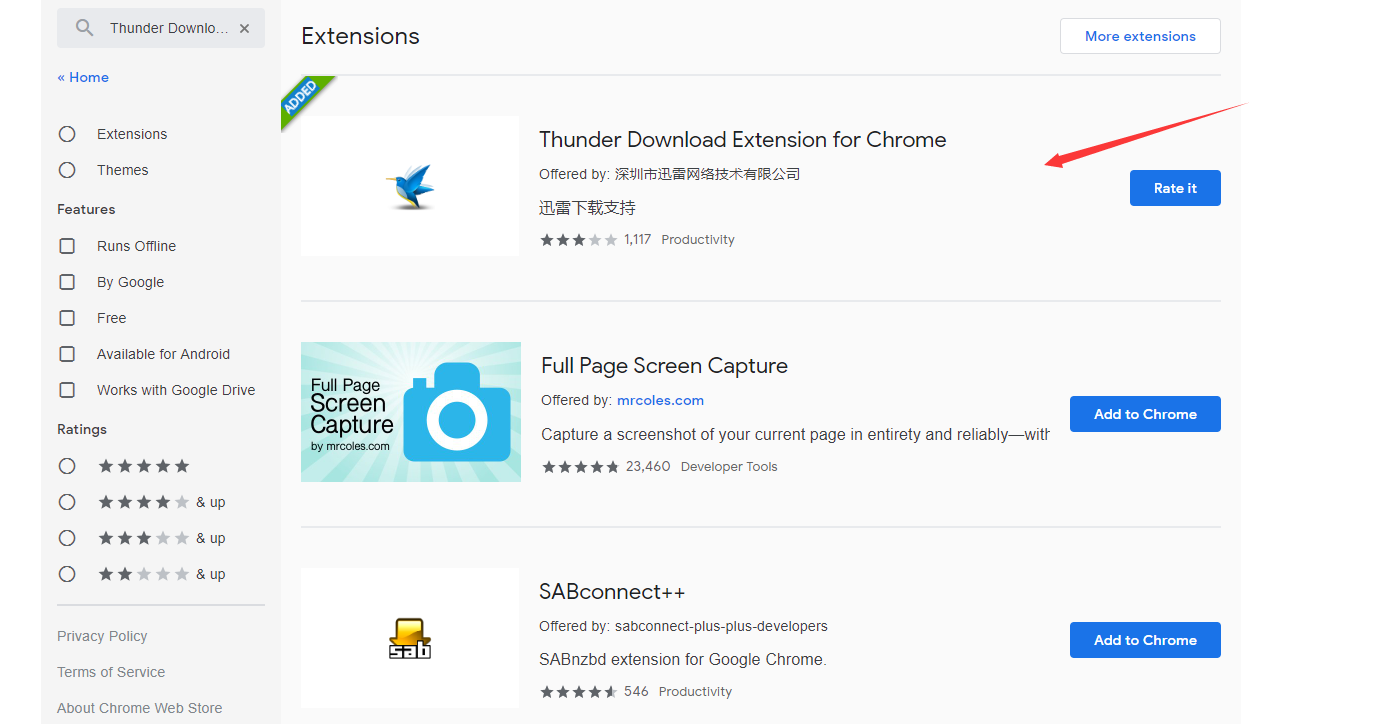 Thunder Downlo...
« Home
Extensions
Themes
Features
Runs Offline
By Google
Free
Available for Android
Works with Google Drive
Ratings
& up
& up
& up
Privacy Policy
Terms of Service
About Chrome Web Store
Extensions
More extensions
ADDED
Thunder Download Extension for Chrome
Offered by: 深圳市迅雷网络技术有限公司
迅雷下载支持
1,117 Productivity
Rate it
Full Page
Screen
Capture
by mrcoles.com
Full Page Screen Capture
Offered by: mrcoles.com
Capture a screenshot of your current page in entirety and reliably—with
23,460 Developer Tools
Add to Chrome
sab
SABconnect++
Offered by: sabconnect-plus-plus-developers
SABnzbd extension for Google Chrome.
546 Productivity
Add to Chrome